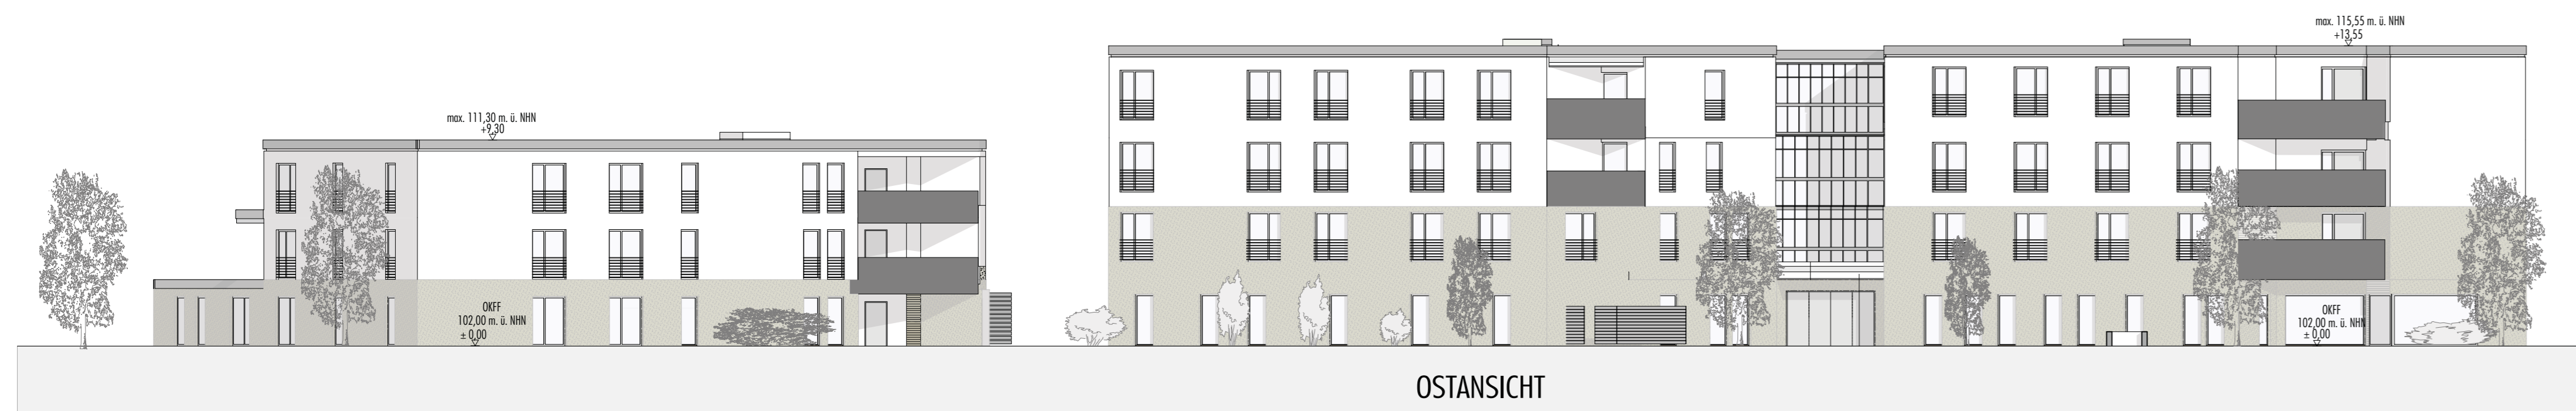 max. 111,30 m. ü. NHN
+9,30
OKFF
102,00 m. ü. NHN
± 0,00
max. 115,55 m. ü. NHN
+13,55
OKFF
102,00 m. ü. NHN
± 0,00
OSTANSICHT